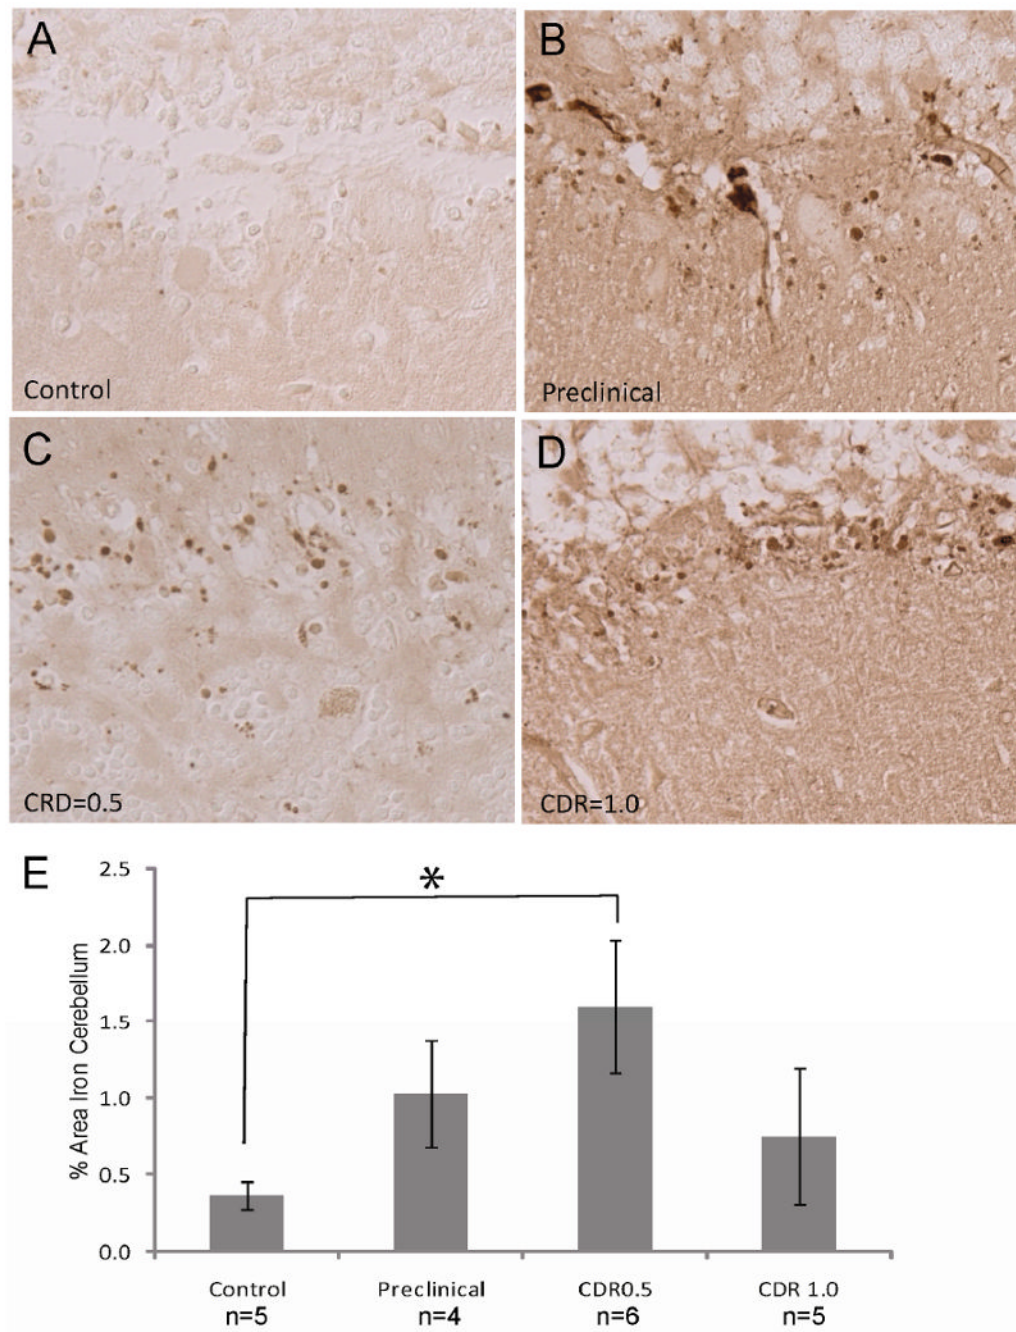 A
B
Control
Preclinical
C
D
CRD=0.5
CDR=1.0
E
*
% Area Iron Cerebellum
2.5
2.0
1.5
1.0
0.5
0.0
Control
Preclinical
CDR0.5
CDR 1.0
n=5
n=4
n=6
n=5